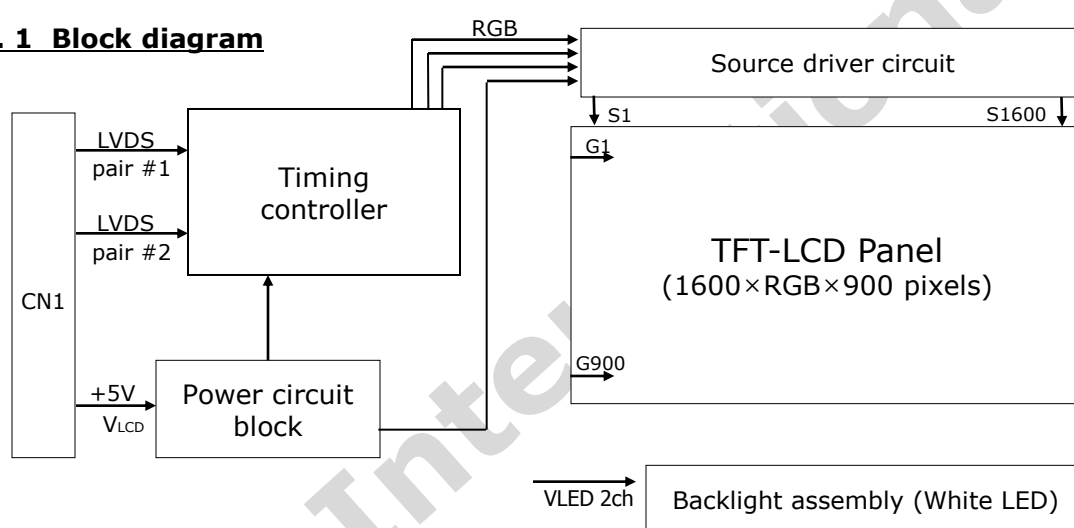 . 1 Block diagram
RGB
Source driver circuit
S1
S1600
LVDS
pair #1
LVDS
pair #2
Timing
controller
G1
TFT-LCD Panel
(1600×RGB×900 pixels)
CN1
G900
+5V
VLCD
Power circuit
block
VLED 2ch
Backlight assembly (White LED)